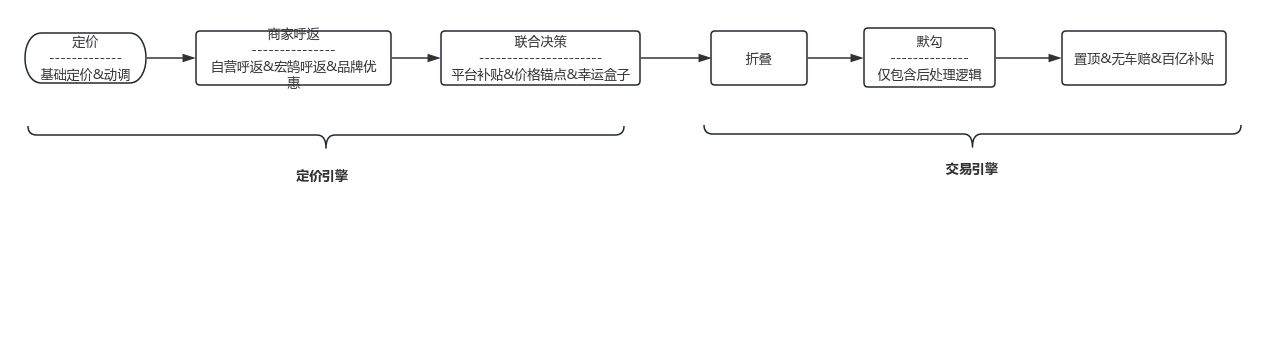 定价
基础定价&动调
商家呼返
自营呼返&宏鹄呼返&品牌优
惠
联合决策
平台补贴&价格锚点&幸运盒子
折叠
默勾
仅包含后处理逻辑
置顶&无车赔&百亿补贴
定价引擎
交易引擎